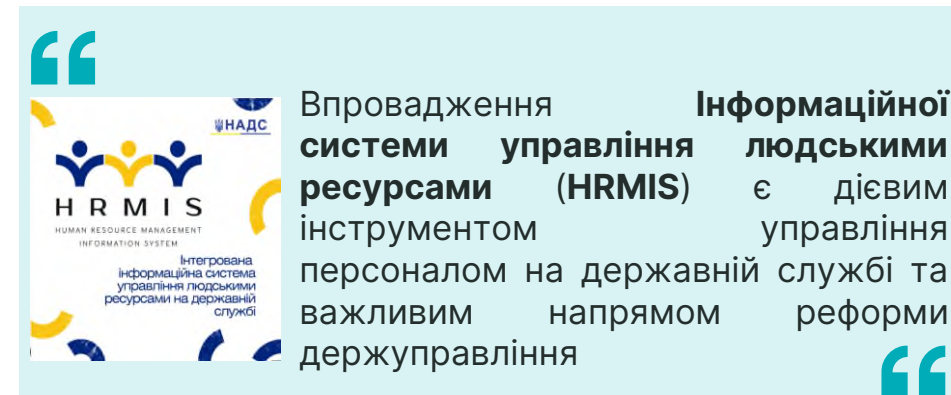 НАДС
HRMIS
HUMAN RESOURCE MANAGEMENT
INFORMATION SYSTEM
Інтегрована
інформаційна система
управління людськими
ресурсами на державній
службі
Впровадження Інформаційної
системи управління людськими
ресурсами (HRMIS) є дієвим
інструментом управління
персоналом на державній службі та
важливим напрямом реформи
держуправління